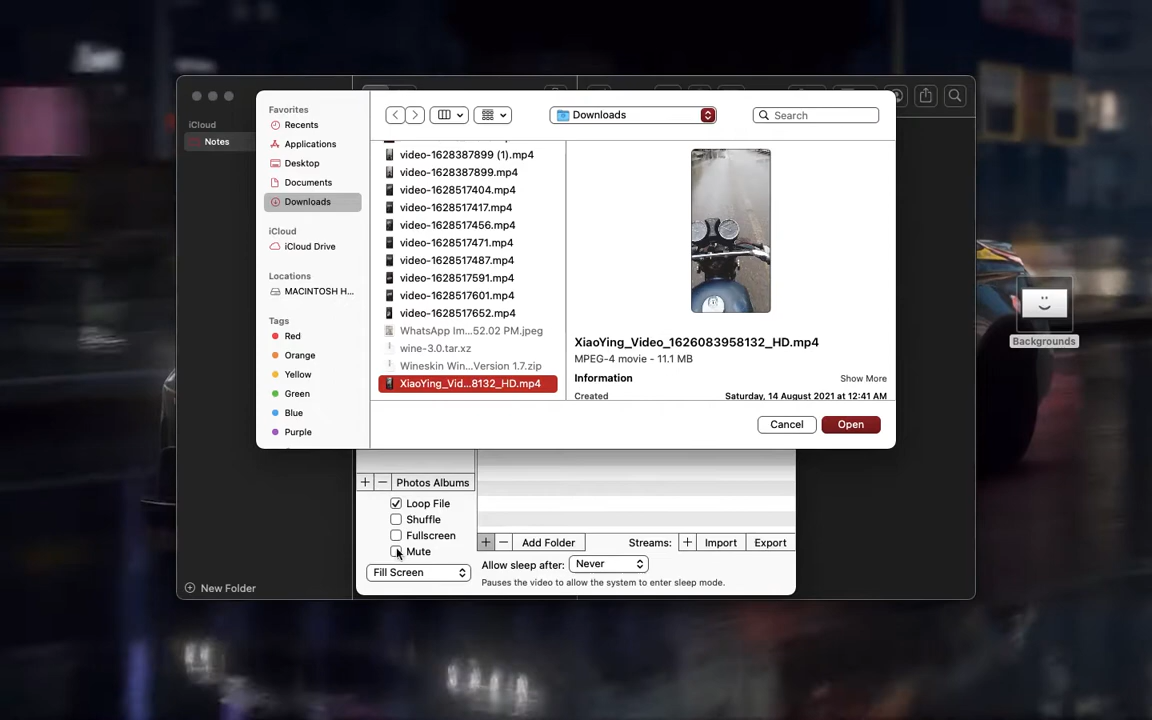 Favorites
Recents
Applications
Desktop
Documents
Downloads
iCloud
iCloud Drive
Locations
MACINTOSH H...
Tags
Red
Orange
Yellow
Green
Blue
Purple
Downloads
Search
video-1628387899 (1).mp4
video-1628387899.mp4
video-1628517404.mp4
video-1628517417.mp4
video-1628517456.mp4
video-1628517471.mp4
video-1628517487.mp4
video-1628517591.mp4
video-1628517601.mp4
video-1628517652.mp4
WhatsApp Im...52.02 PM.jpeg
wine-3.0.tar.xz
Wineskin Win...Version 1.7.zip
XiaoYing_Vid...8132_HD.mp4
XiaoYing_Video_1626083958132_HD.mp4
MPEG-4 movie - 11.1 MB
Information Show More
Created Saturday, 14 August 2021 at 12:41 AM
Cancel Open
iCloud
Notes
New Folder
+ − Photos Albums
Loop File
Shuffle
Fullscreen
Mute
Fill Screen
+ − Add Folder Streams: + Import Export
Allow sleep after: Never
Pauses the video to allow the system to enter sleep mode.
Backgrounds